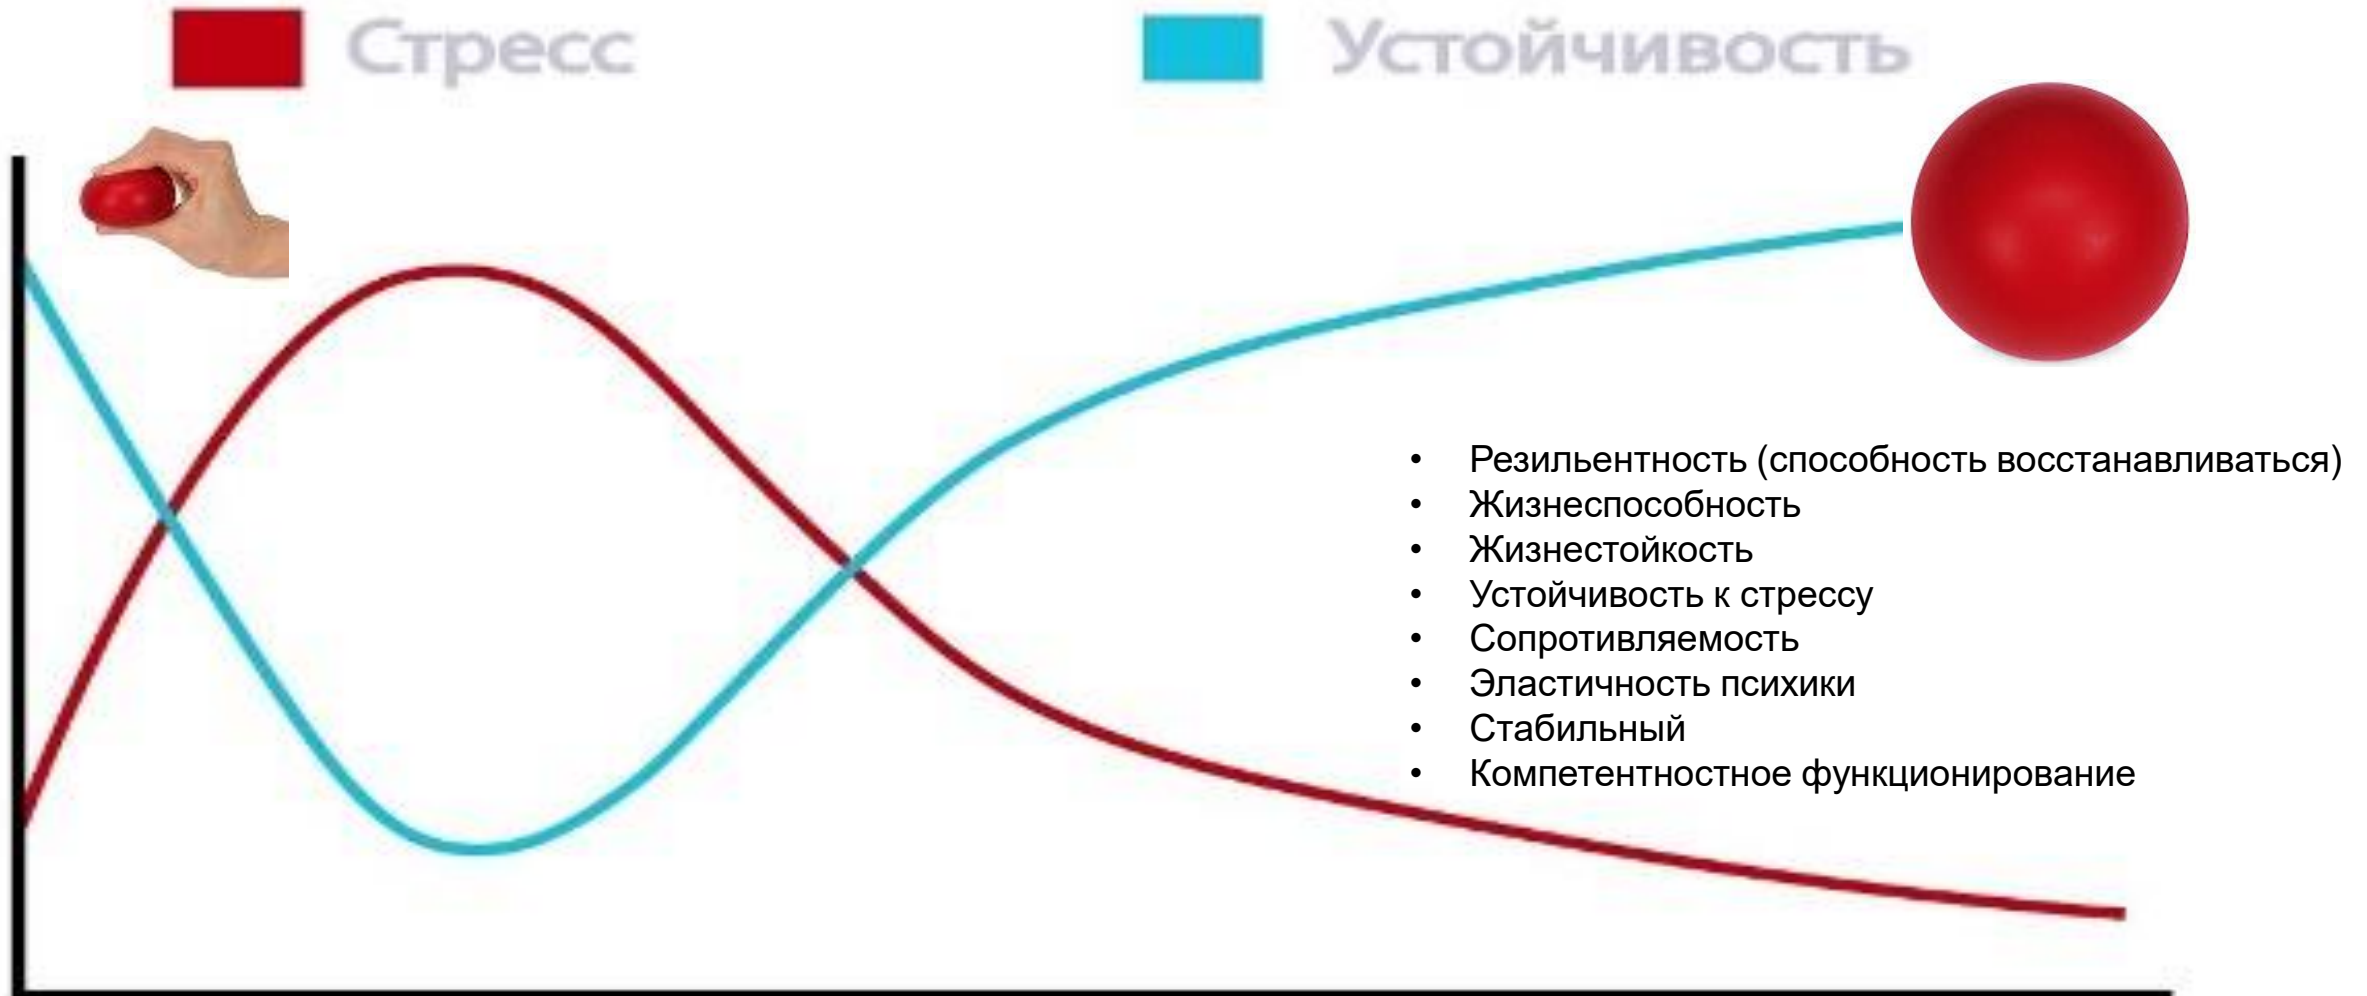 Стресс
Устойчивость
• Резильентность (способность восстанавливаться)
• Жизнеспособность
• Жизнестойкость
• Устойчивость к стрессу
• Сопротивляемость
• Эластичность психики
• Стабильный
• Компетентностное функционирование